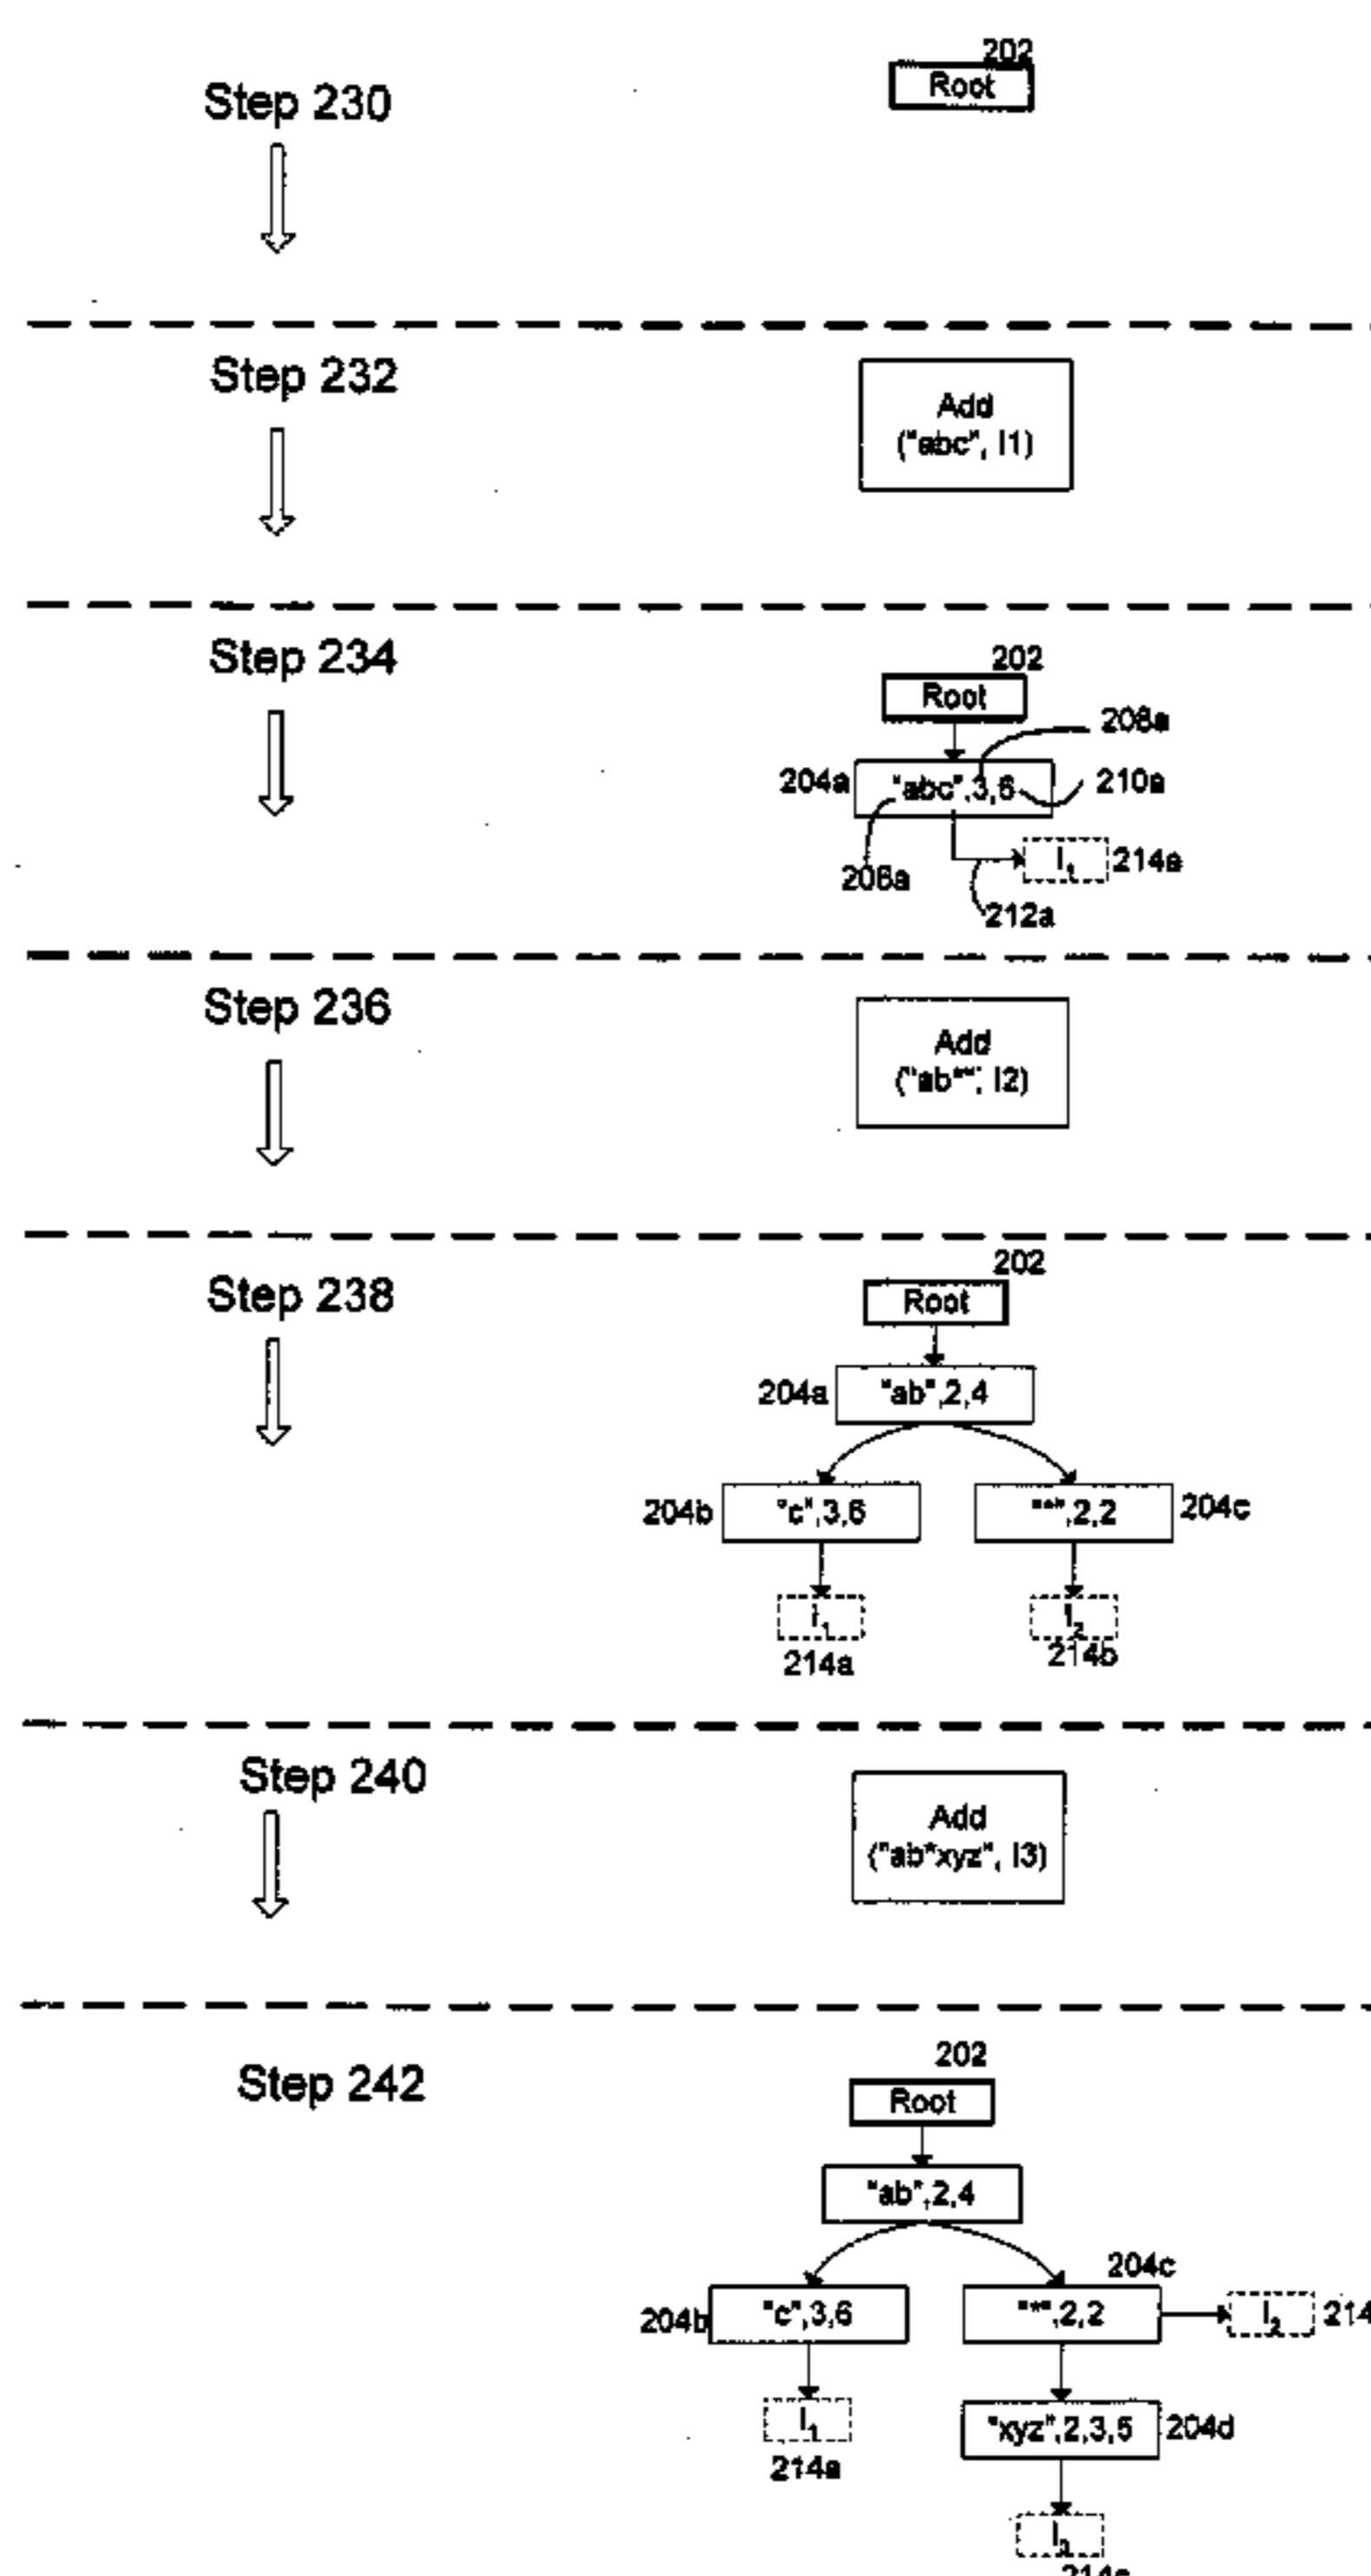 202
Step 230
Root
Step 232
Add
("abc", I1)
Step 234
202
Root
208a
204a
"abc",3,6
210a
I1
214a
206a
212a
Step 236
Add
("ab*", I2)
Step 238
202
Root
204a
"ab",2,4
204b
"c",3,6
"*",2,2
204c
I1
I2
214a
214b
Step 240
Add
("ab*xyz", I3)
Step 242
202
Root
"ab",2,4
204c
204b
"c",3,6
"*",2,2
I2
214
I1
"xyz",2,3,5
204d
214a
I3